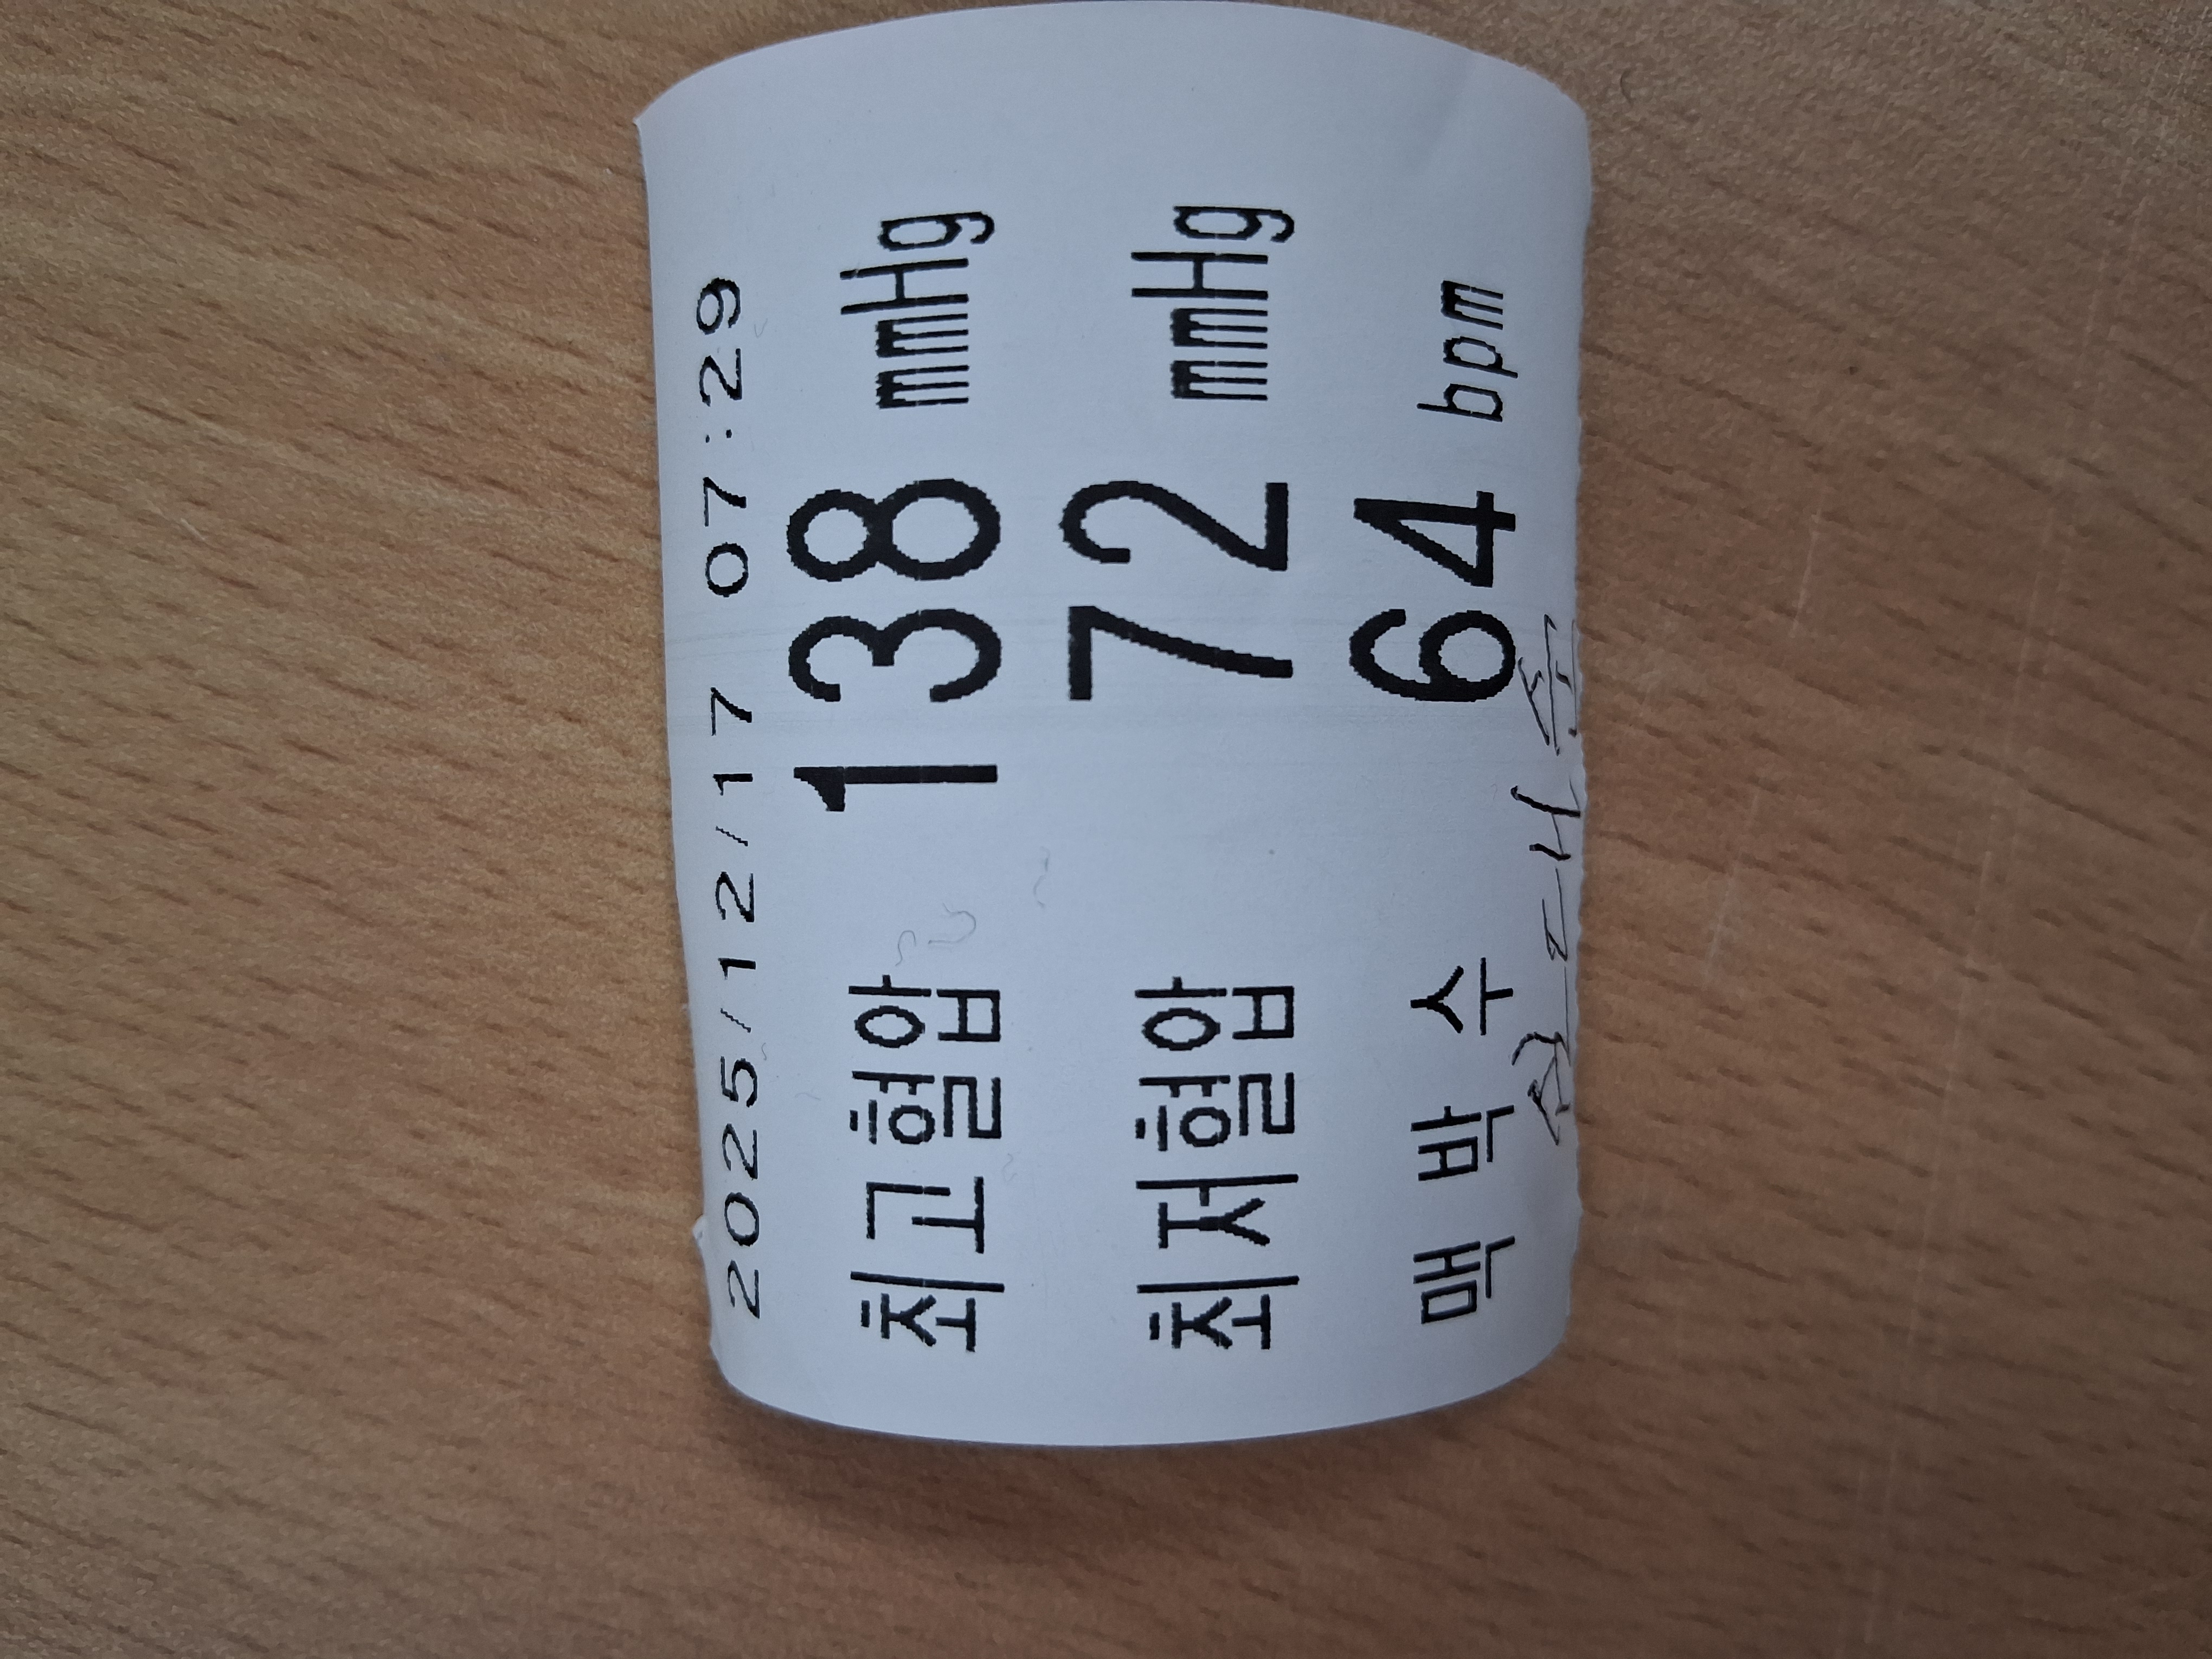 2025/12/17 07:29
최고혈압 138 mmHg
최저혈압 72 mmHg
맥 박 수 64 bpm